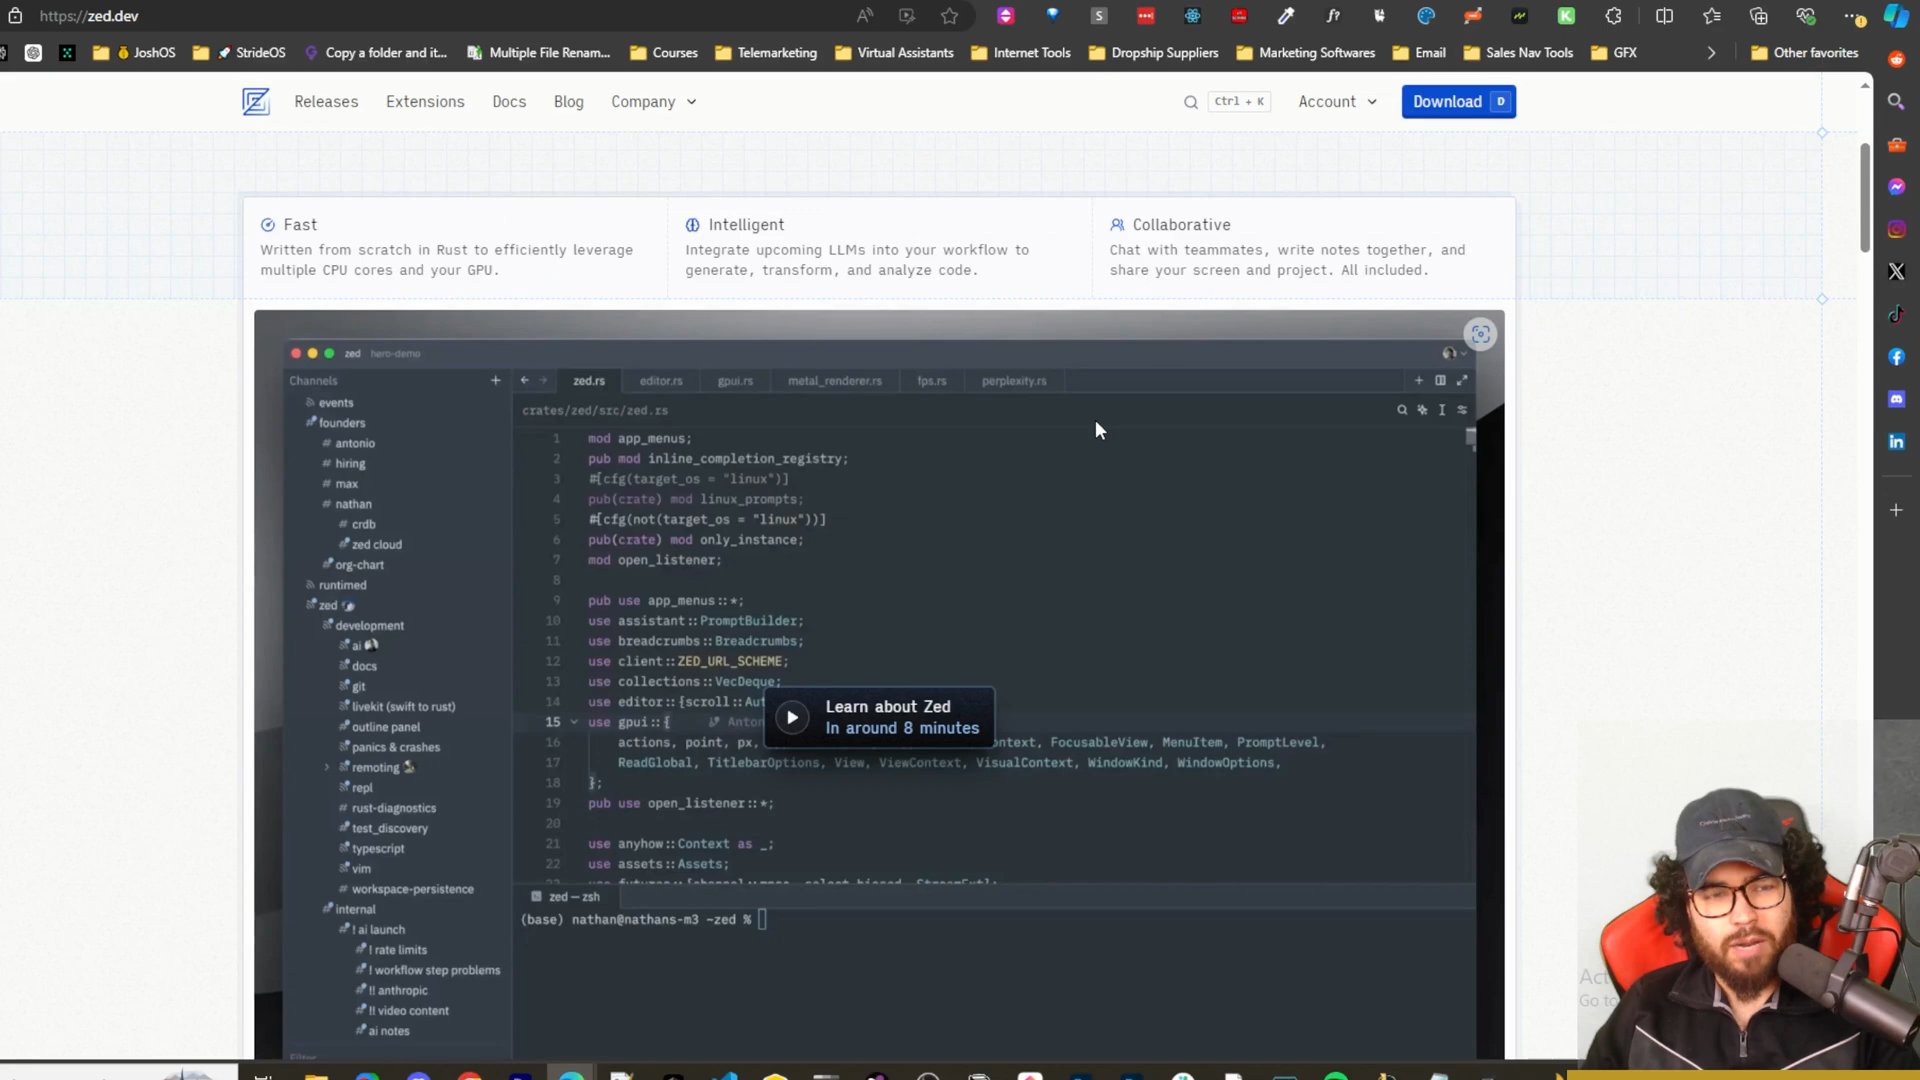 https://zed.dev
JoshOS
StrideOS
Copy a folder and it...
Multiple File Renam...
Courses
Telemarketing
Virtual Assistants
Internet Tools
Dropship Suppliers
Marketing Softwares
Email
Sales Nav Tools
GFX
Other favorites
Releases
Extensions
Docs
Blog
Company
Ctrl + K
Account
Download D
Fast
Written from scratch in Rust to efficiently leverage
multiple CPU cores and your GPU.
Intelligent
Integrate upcoming LLMs into your workflow to
generate, transform, and analyze code.
Collaborative
Chat with teammates, write notes together, and
share your screen and project. All included.
zed hero-demo
Channels
events
founders
# antonio
# hiring
# max
# nathan
# crdb
# zed cloud
# org-chart
runtimed
zed
development
ai
docs
git
livekit (swift to rust)
outline panel
panics & crashes
remoting
repl
# rust-diagnostics
test_discovery
typescript
vim
workspace-persistence
internal
! ai launch
! rate limits
! workflow step problems
!! anthropic
!! video content
ai notes
zed.rs
editor.rs
gpui.rs
metal_renderer.rs
fps.rs
perplexity.rs
crates/zed/src/zed.rs
1 mod app_menus;
2 pub mod inline_completion_registry;
3 #[cfg(target_os = "linux")]
4 pub(crate) mod linux_prompts;
5 #[cfg(not(target_os = "linux"))]
6 pub(crate) mod only_instance;
7 mod open_listener;
8
9 pub use app_menus::*;
10 use assistant::PromptBuilder;
11 use breadcrumbs::Breadcrumbs;
12 use client::ZED_URL_SCHEME;
13 use collections::VecDeque;
14 use editor::{scroll::Aut
15 use gpui::{ Anton
16 actions, point, px, ontext, FocusableView, MenuItem, PromptLevel,
17 ReadGlobal, TitlebarOptions, View, ViewContext, VisualContext, WindowKind, WindowOptions,
18 };
19 pub use open_listener::*;
20
21 use anyhow::Context as _;
22 use assets::Assets;
Learn about Zed
In around 8 minutes
zed — zsh
(base) nathan@nathans-m3 ~zed %
Act
Go to